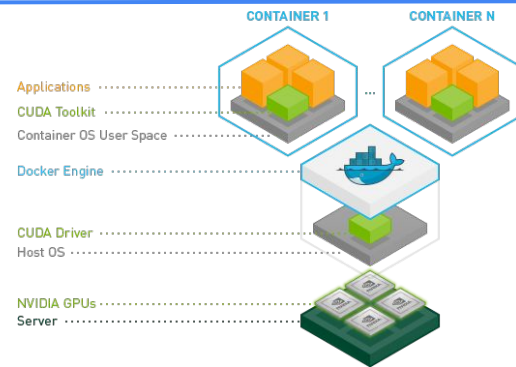 CONTAINER 1
CONTAINER N
Applications
...
CUDA Toolkit
Container OS User Space
Docker Engine
CUDA Driver
Host OS
NVIDIA GPUs
Server